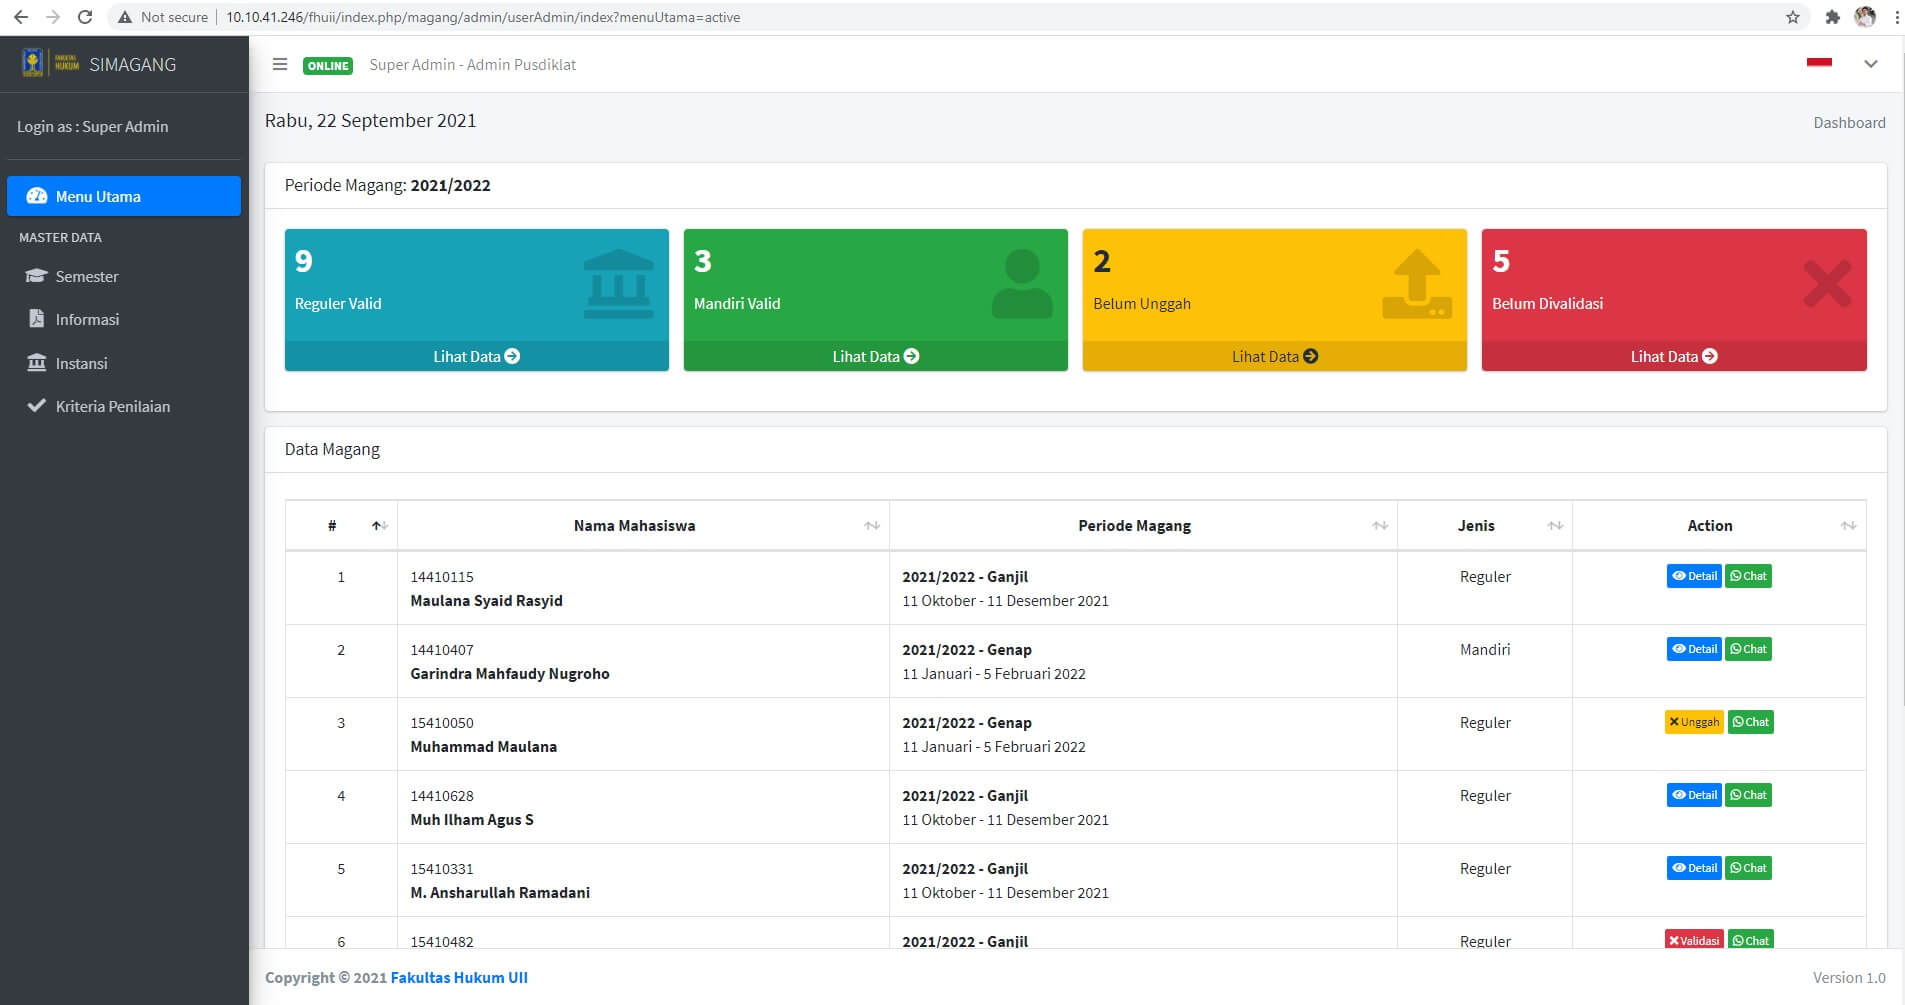 Not secure | 10.10.41.246/fhuii/index.php/magang/admin/userAdmin/index?menuUtama=active
FAKULTAS
HUKUM
SIMAGANG
ONLINE Super Admin - Admin Pusdiklat
Login as : Super Admin
Menu Utama
MASTER DATA
Semester
Informasi
Instansi
Kriteria Penilaian
Rabu, 22 September 2021
Dashboard
Periode Magang: 2021/2022
9
Reguler Valid
Lihat Data
3
Mandiri Valid
Lihat Data
2
Belum Unggah
Lihat Data
5
Belum Divalidasi
Lihat Data
Data Magang
# Nama Mahasiswa Periode Magang Jenis Action
1 14410115 2021/2022 - Ganjil Reguler Detail Chat
Maulana Syaid Rasyid 11 Oktober - 11 Desember 2021
2 14410407 2021/2022 - Genap Mandiri Detail Chat
Garindra Mahfaudy Nugroho 11 Januari - 5 Februari 2022
3 15410050 2021/2022 - Genap Reguler Unggah Chat
Muhammad Maulana 11 Januari - 5 Februari 2022
4 14410628 2021/2022 - Ganjil Reguler Detail Chat
Muh Ilham Agus S 11 Oktober - 11 Desember 2021
5 15410331 2021/2022 - Ganjil Reguler Detail Chat
M. Ansharullah Ramadani 11 Oktober - 11 Desember 2021
6 15410482 2021/2022 - Ganjil Reguler Validasi Chat
Copyright © 2021 Fakultas Hukum UII
Version 1.0